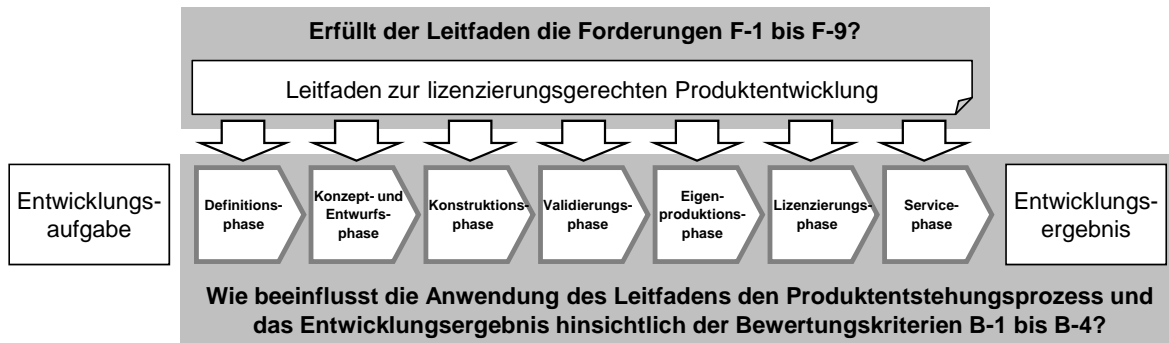 Erfüllt der Leitfaden die Forderungen F-1 bis F-9?
Leitfaden zur lizenzierungsgerechten Produktentwicklung
Entwicklungs-
aufgabe
Definitions-
phase
Konzept- und
Entwurfs-
phase
Konstruktions-
phase
Validierungs-
phase
Eigen-
produktions-
phase
Lizenzierungs-
phase
Service-
phase
Entwicklungs-
ergebnis
Wie beeinflusst die Anwendung des Leitfadens den Produktentstehungsprozess und
das Entwicklungsergebnis hinsichtlich der Bewertungskriterien B-1 bis B-4?